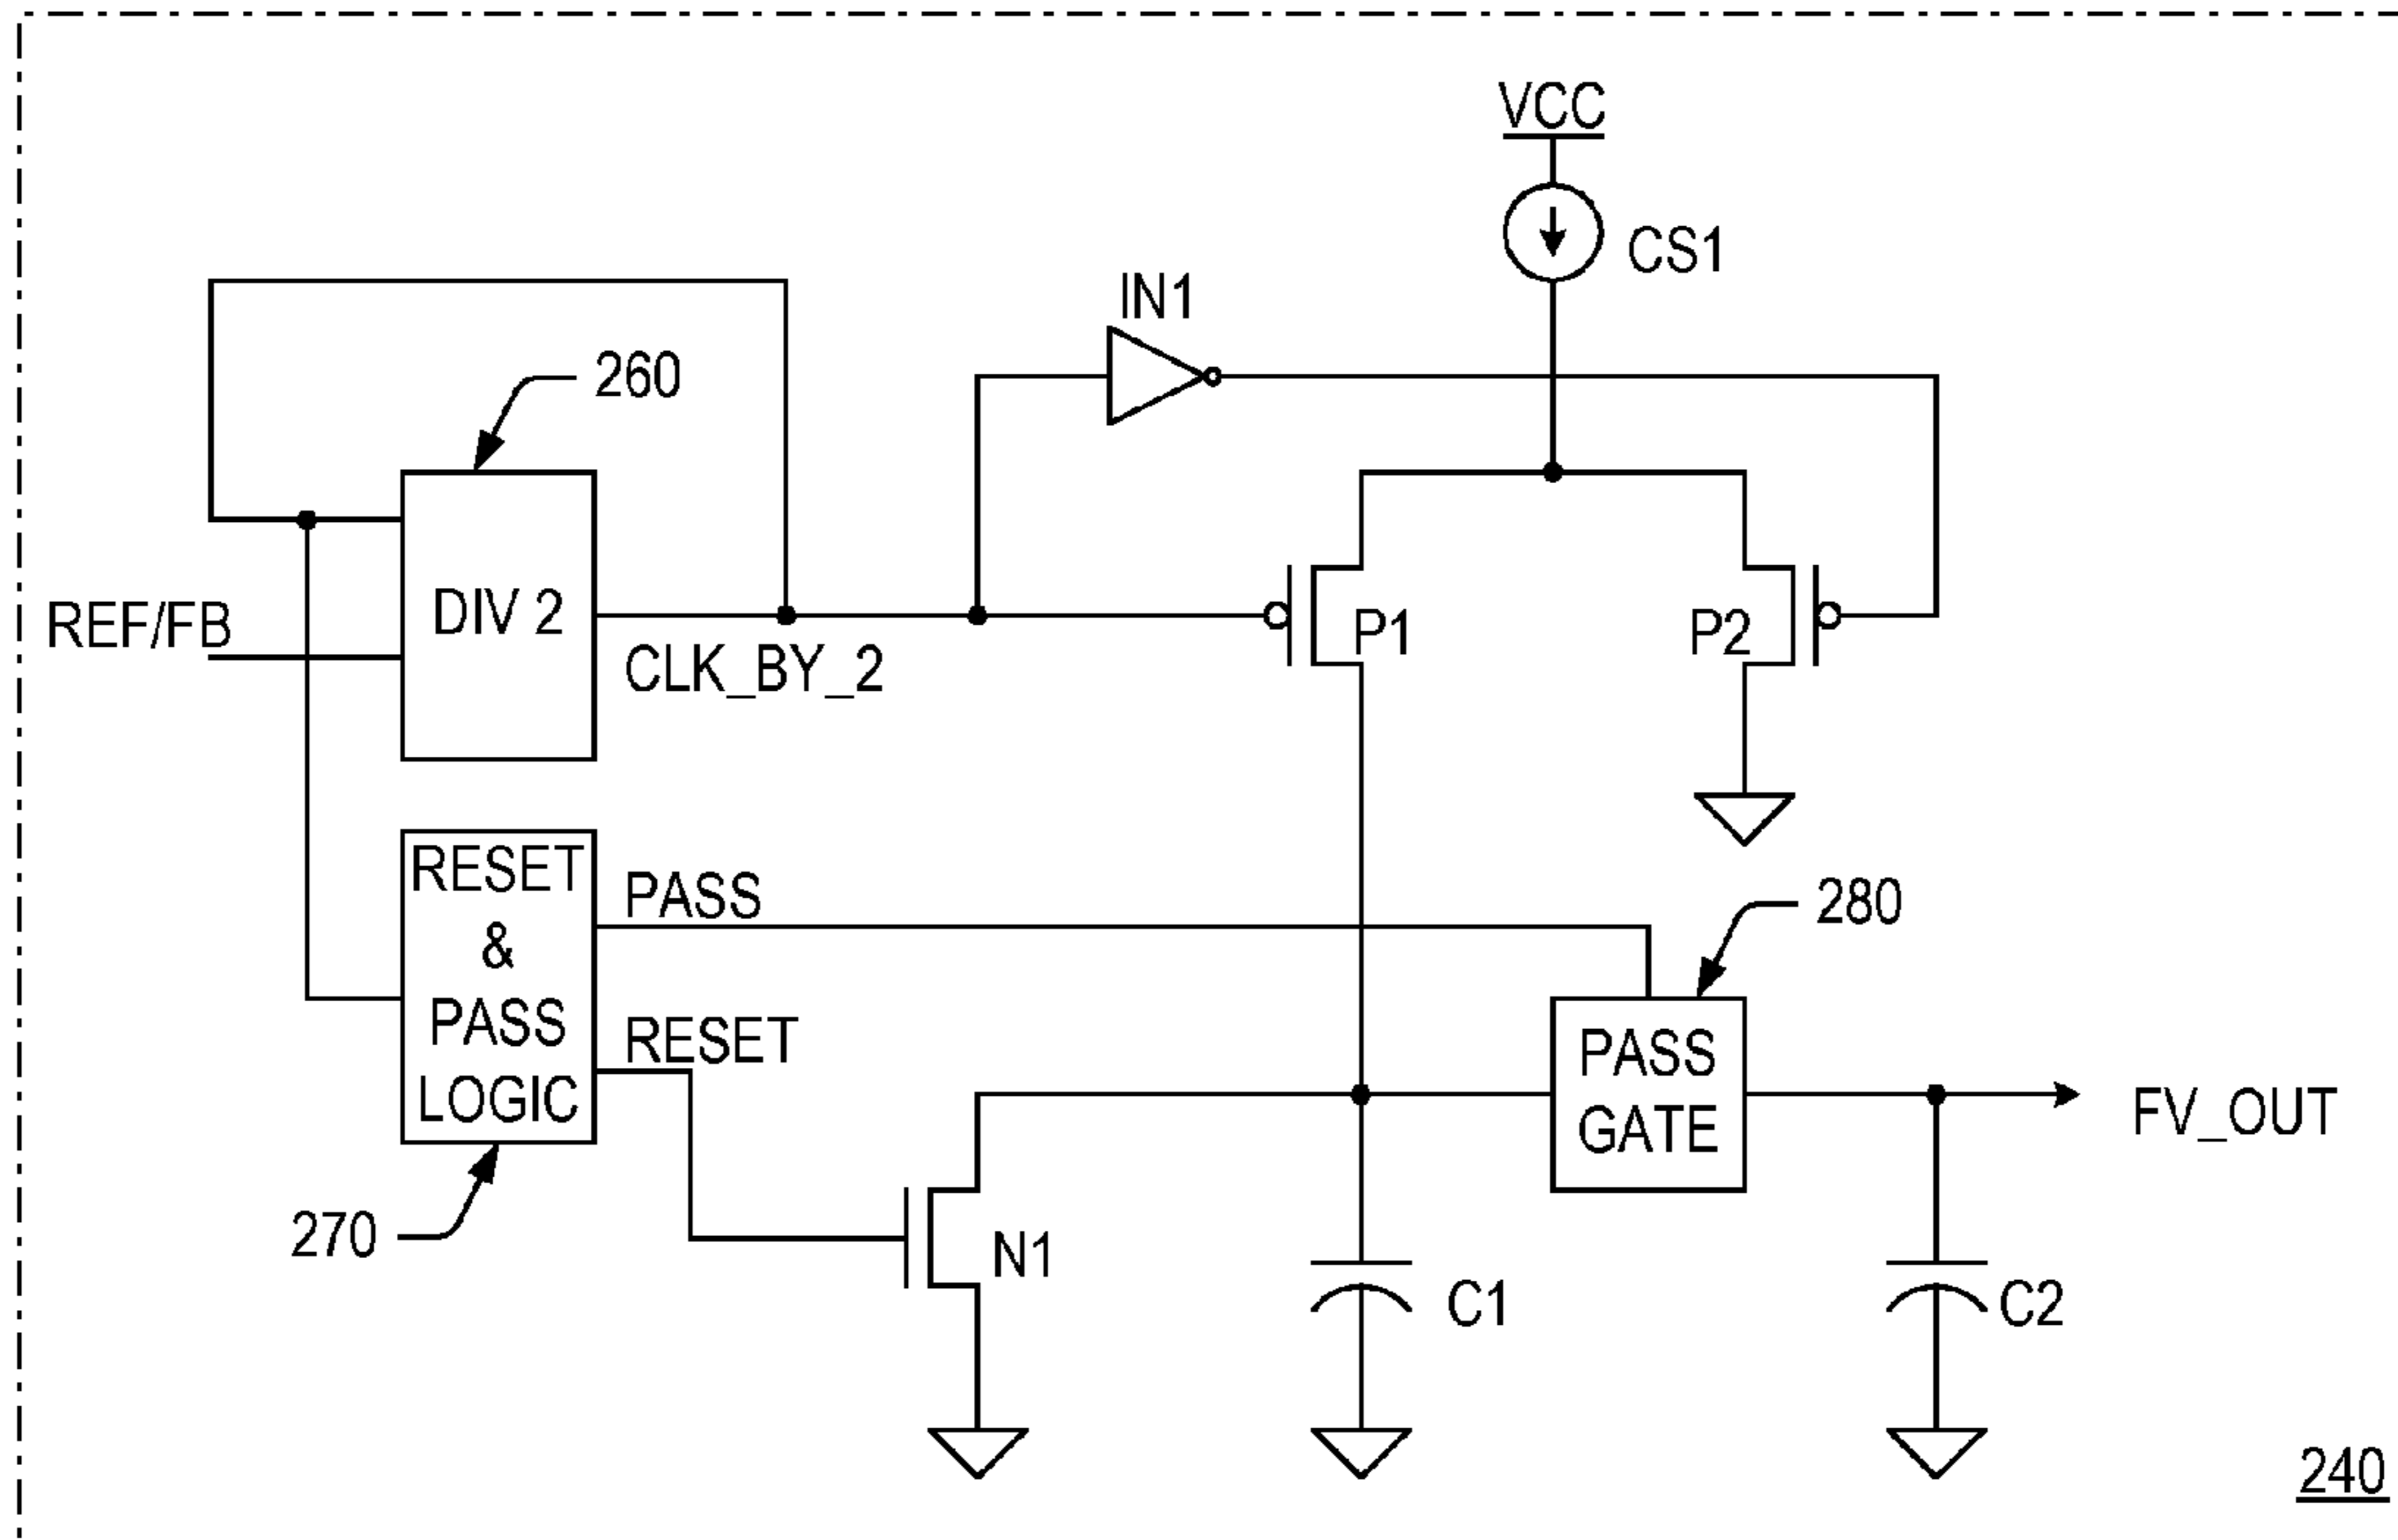 VCC
CS1
IN1
260
DIV 2
REF/FB
CLK_BY_2
P1
P2
RESET
&
PASS
LOGIC
PASS
RESET
280
PASS
GATE
FV_OUT
270
N1
C1
C2
240